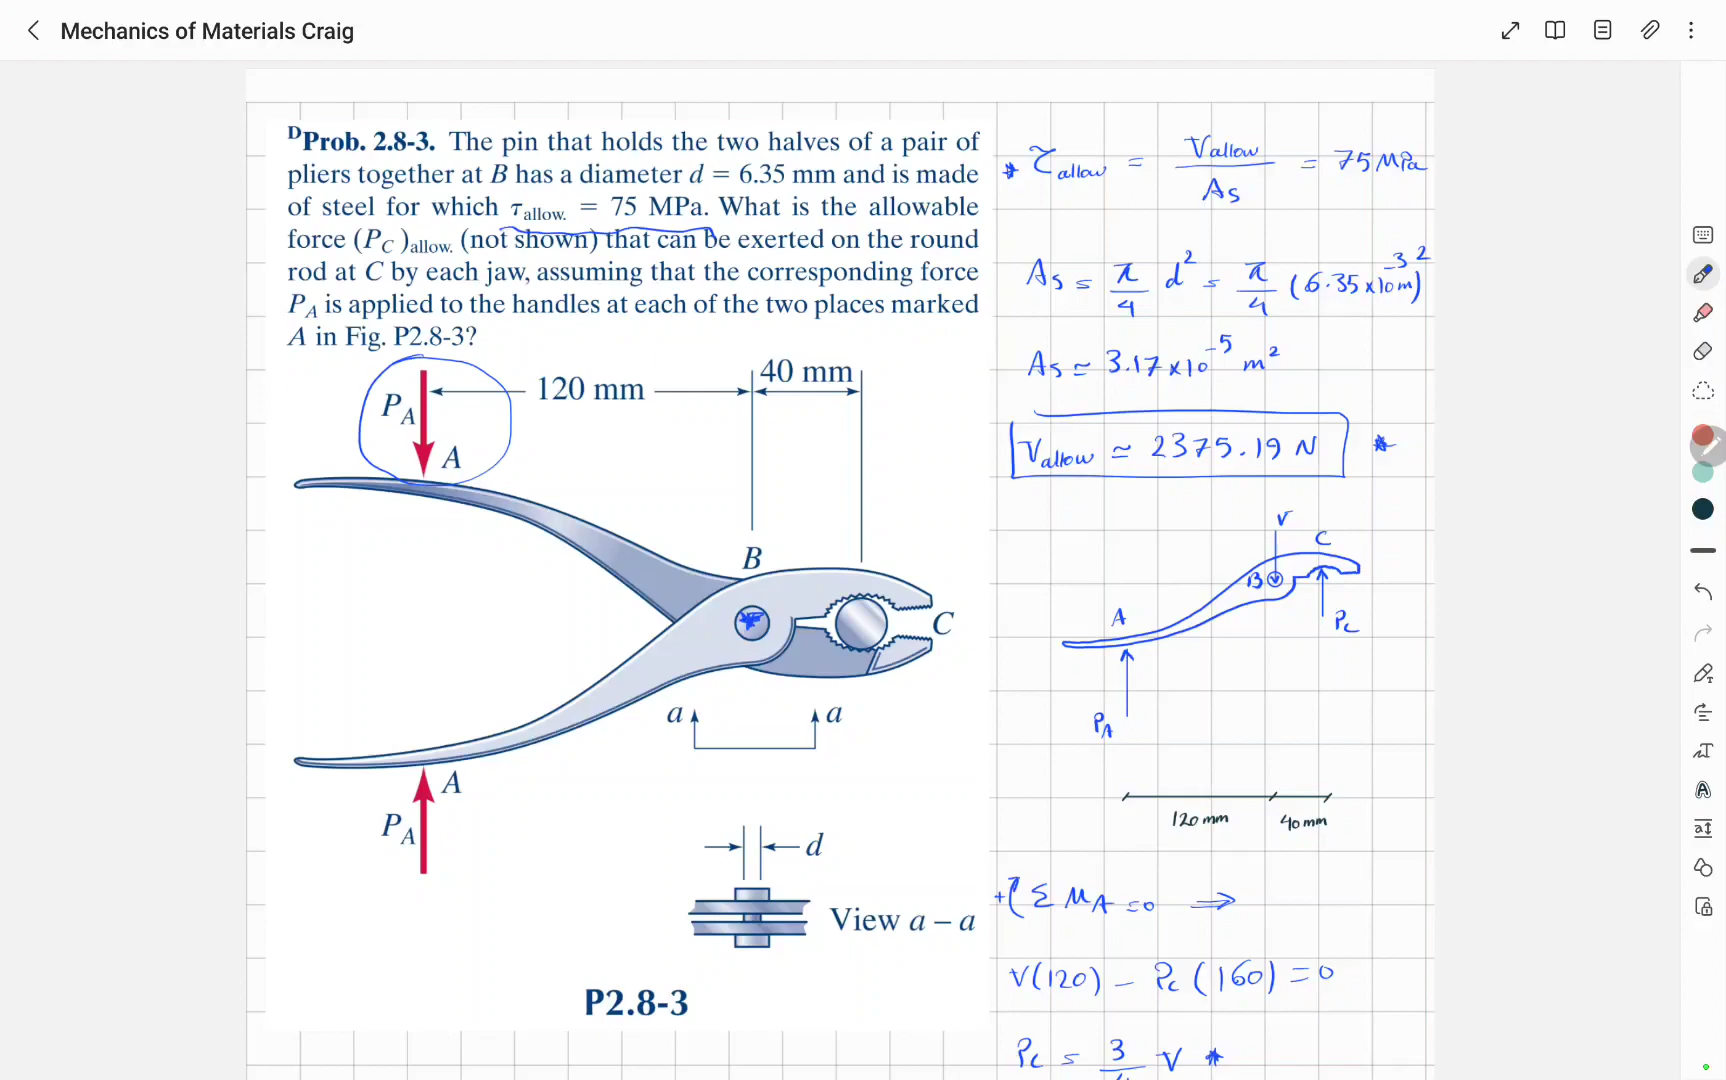 Mechanics of Materials Craig
DProb. 2.8-3. The pin that holds the two halves of a pair of
pliers together at B has a diameter d = 6.35 mm and is made
of steel for which τallow. = 75 MPa. What is the allowable
force (PC)allow. (not shown) that can be exerted on the round
rod at C by each jaw, assuming that the corresponding force
PA is applied to the handles at each of the two places marked
A in Fig. P2.8-3?
PA
120 mm
40 mm
A
B
C
a
a
A
PA
d
View a – a
P2.8-3
* τallow = Vallow / As = 75 MPa
As = π/4 d² = π/4 (6.35 x 10⁻³ m)²
As ≃ 3.17 x 10⁻⁵ m²
Vallow ≃ 2375.19 N *
V
C
B
A
Pc
PA
120 mm
40 mm
+ Σ MA = 0 ⇒
V(120) – Pc (160) = 0
Pc = 3/4 V *